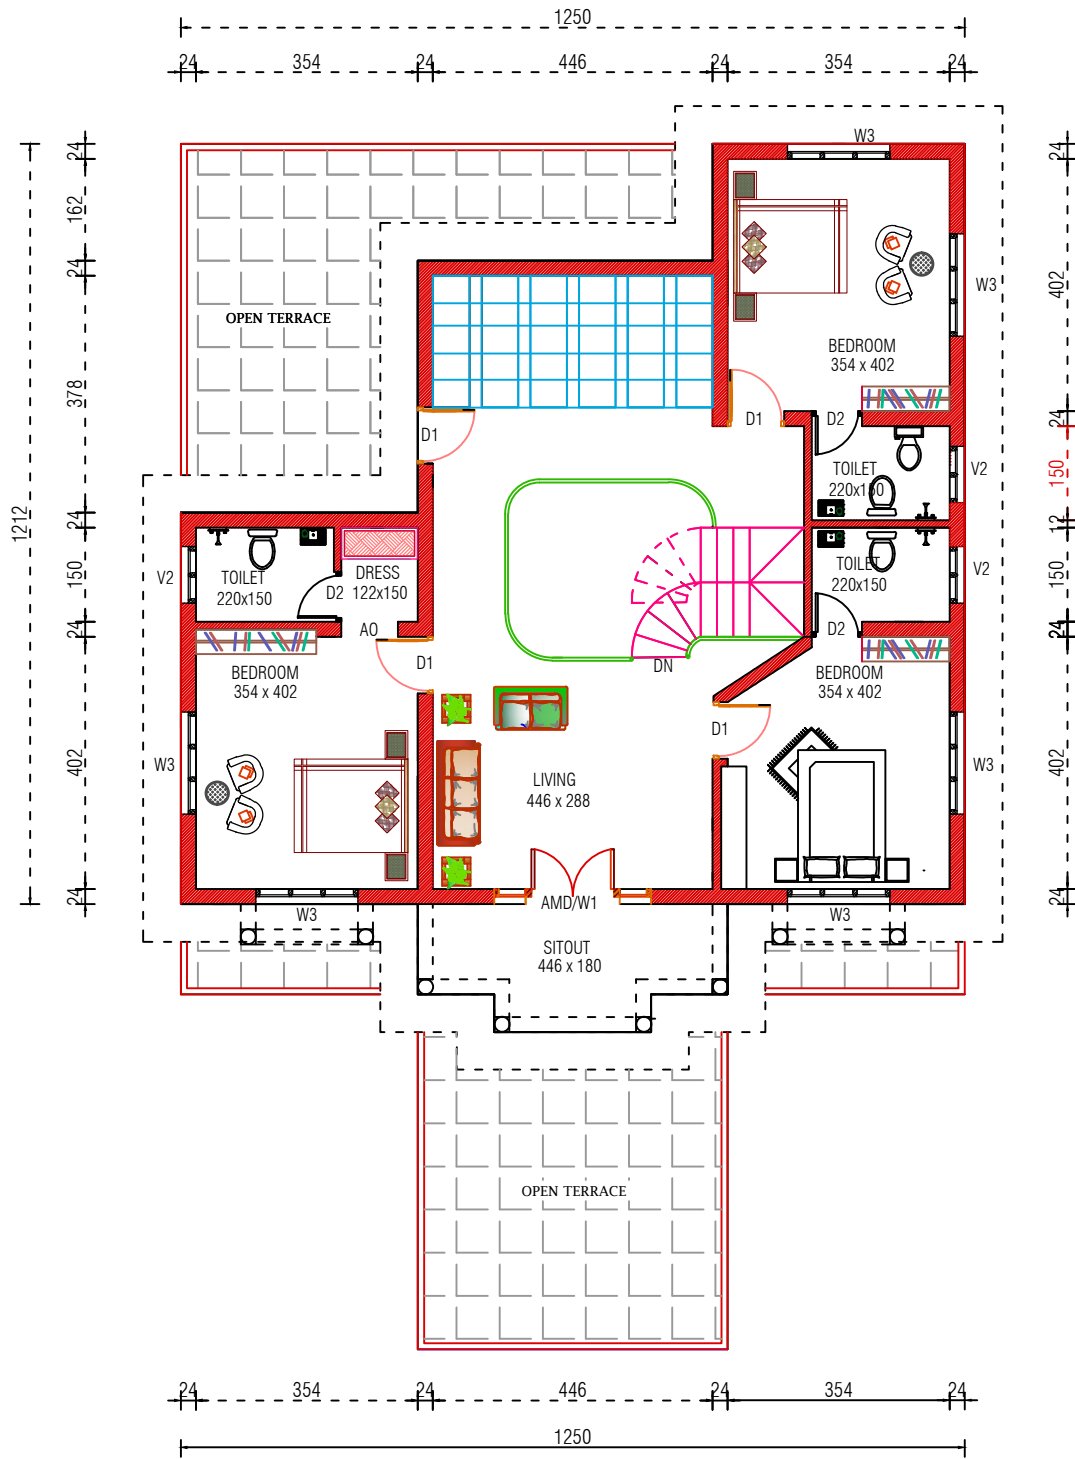 1250
24 354 24 446 24 354 24
W3
24
24
162
W3
402
402
24
OPEN TERRACE
BEDROOM
354 x 402
378
D1
D1
D2
24
TOILET
220x150
V2
150
1212
24
12
TOILET
220x150
DRESS
122x150
D2
V2
150
TOILET
220x150
V2
150
24
A0
D2
24
D1
DN
BEDROOM
354 x 402
BEDROOM
354 x 402
D1
W3
402
LIVING
446 x 288
W3
402
24
AMD/W1
24
W3
W3
SITOUT
446 x 180
OPEN TERRACE
24 354 24 446 24 354 24
1250